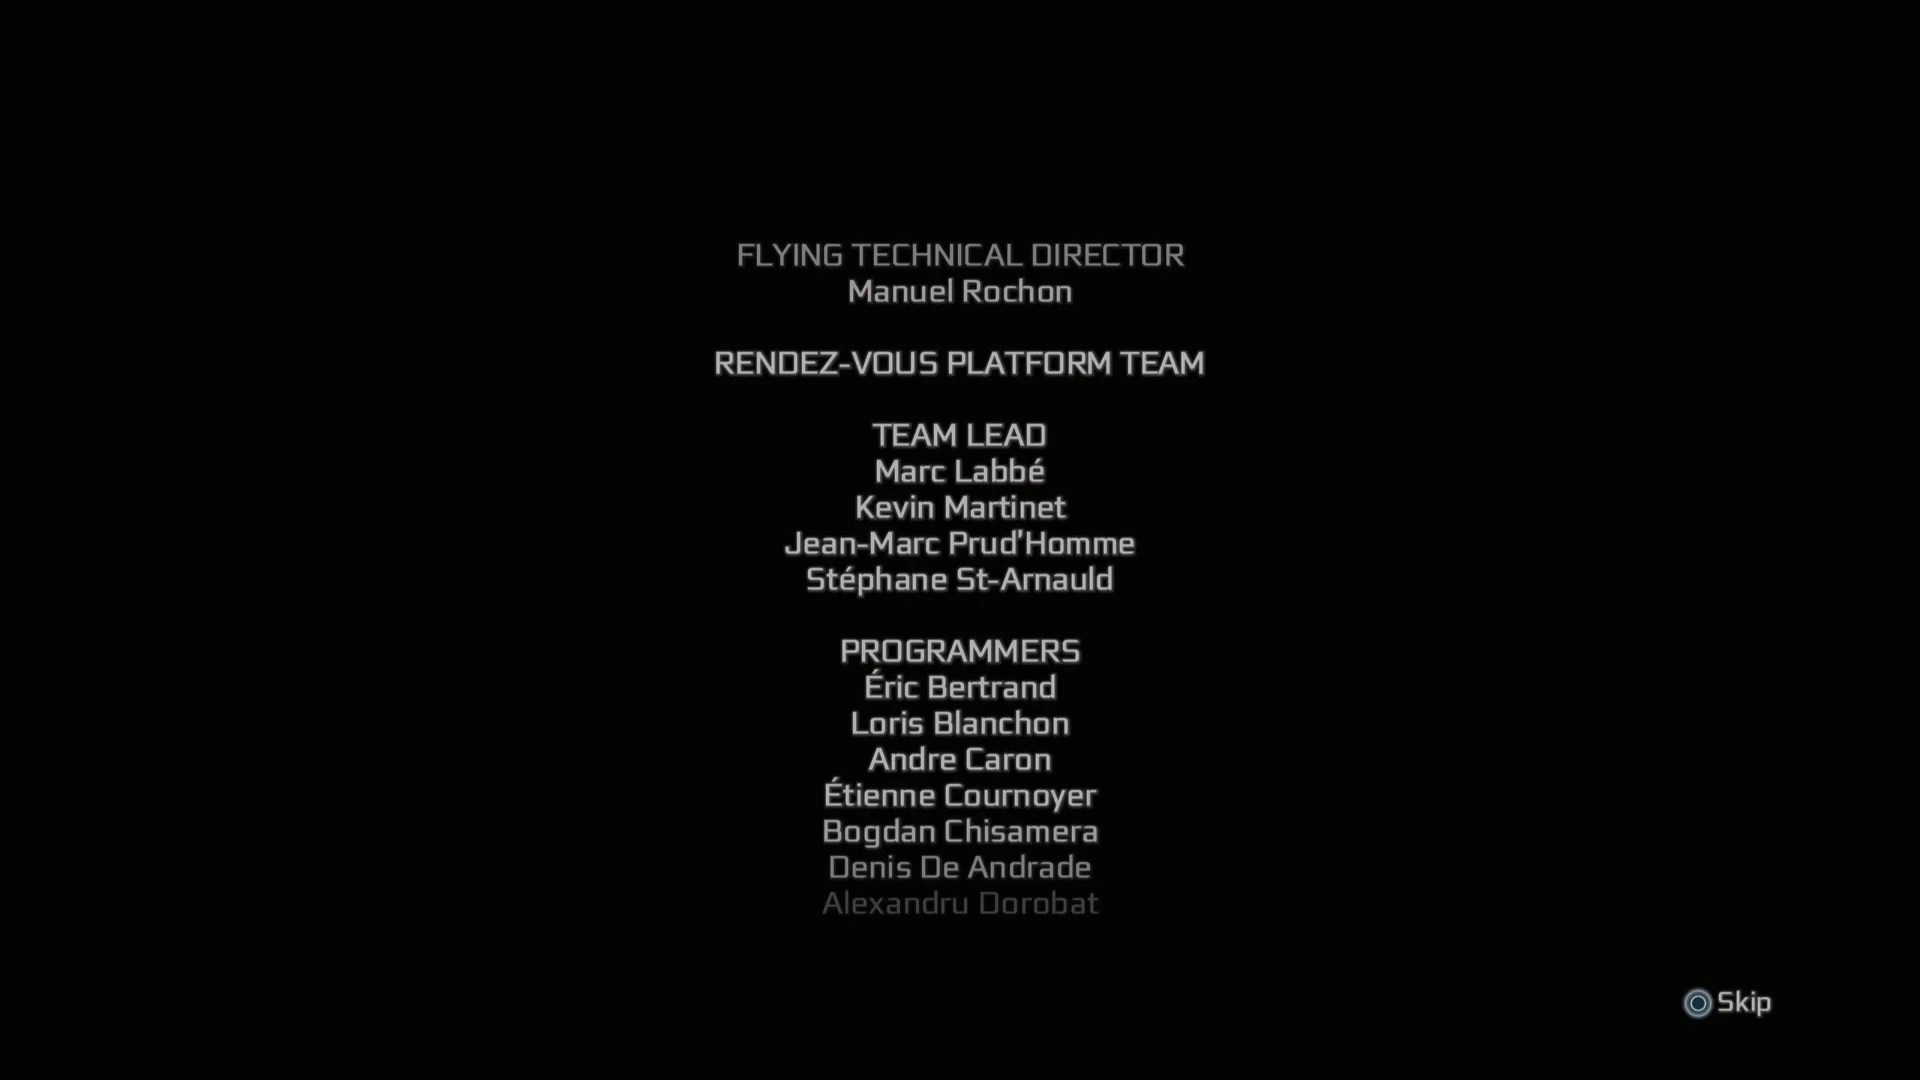 FLYING TECHNICAL DIRECTOR
Manuel Rochon
RENDEZ-VOUS PLATFORM TEAM
TEAM LEAD
Marc Labbé
Kevin Martinet
Jean-Marc Prud'Homme
Stéphane St-Arnauld
PROGRAMMERS
Éric Bertrand
Loris Blanchon
Andre Caron
Étienne Cournoyer
Bogdan Chisamera
Denis De Andrade
Alexandru Dorobat
Skip